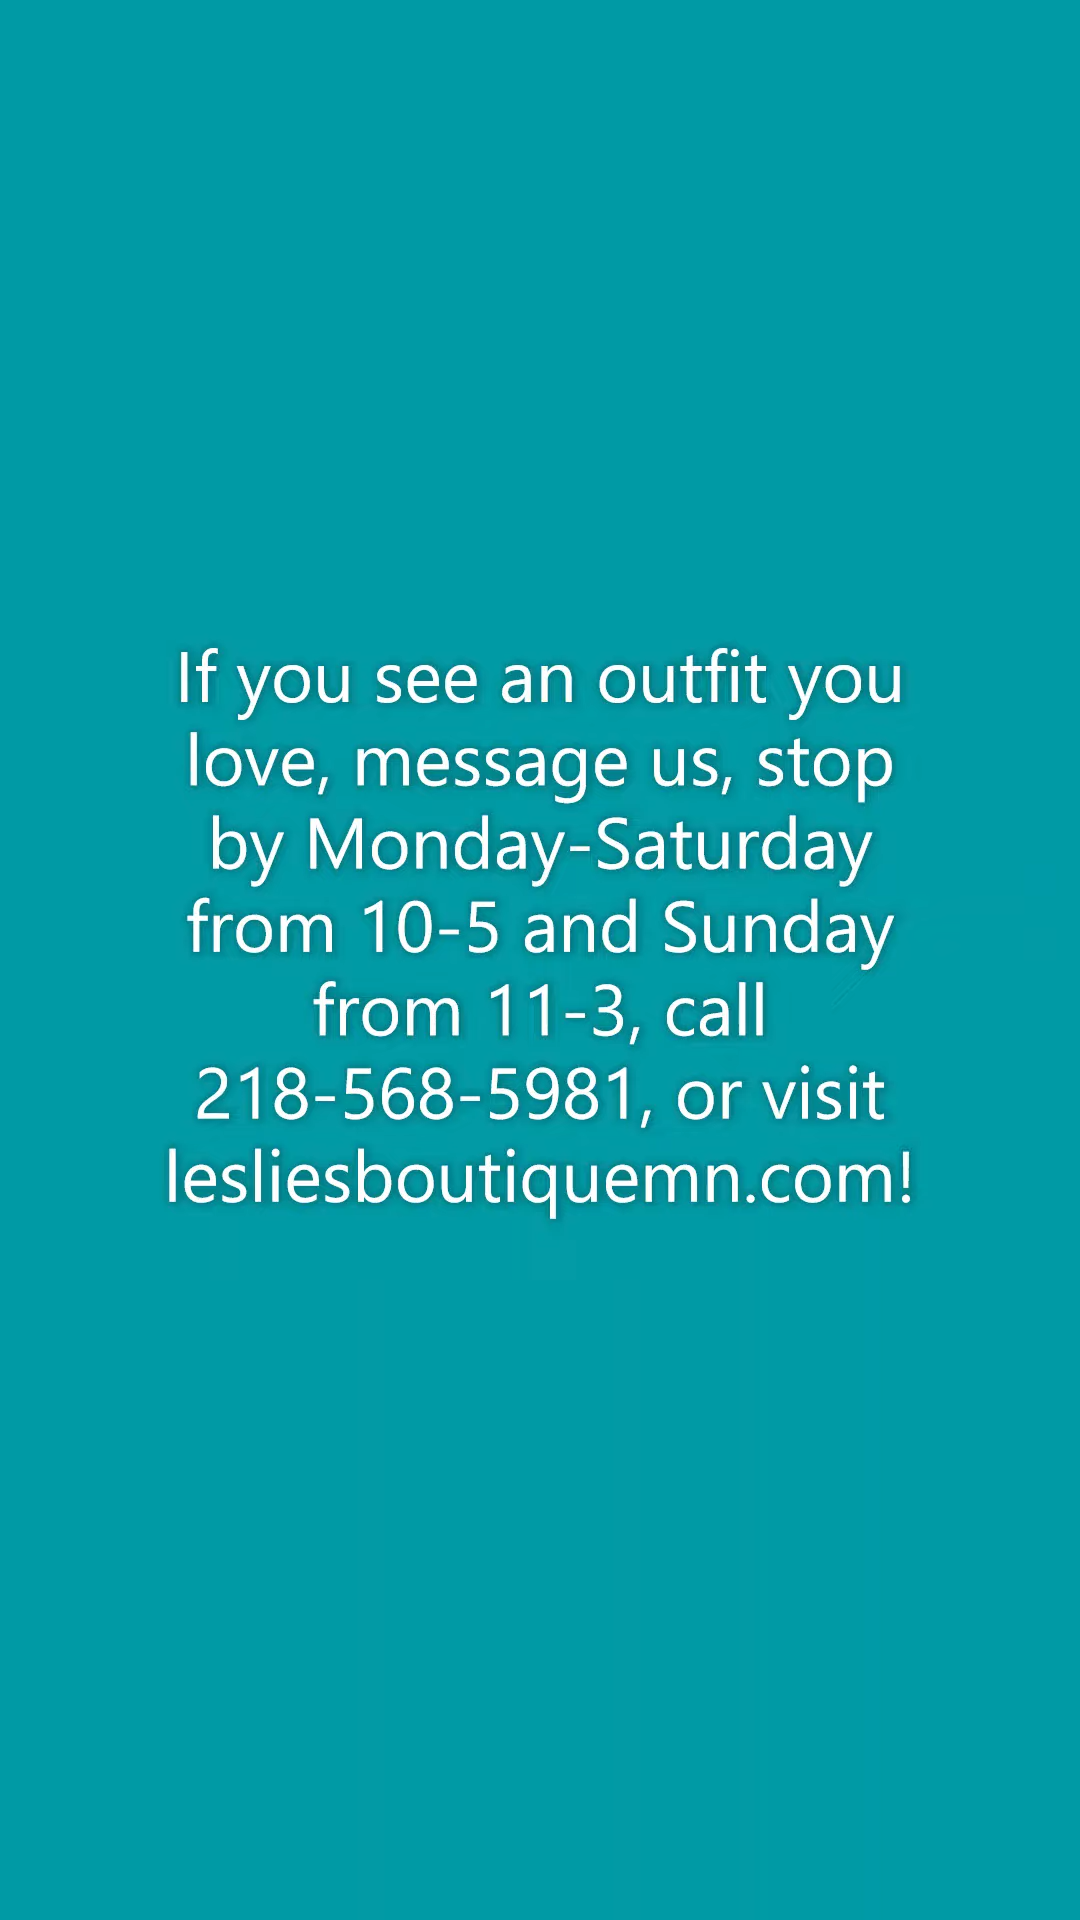 If you see an outfit you
love, message us, stop
by Monday-Saturday
from 10-5 and Sunday
from 11-3, call
218-568-5981, or visit
lesliesboutiquemn.com!